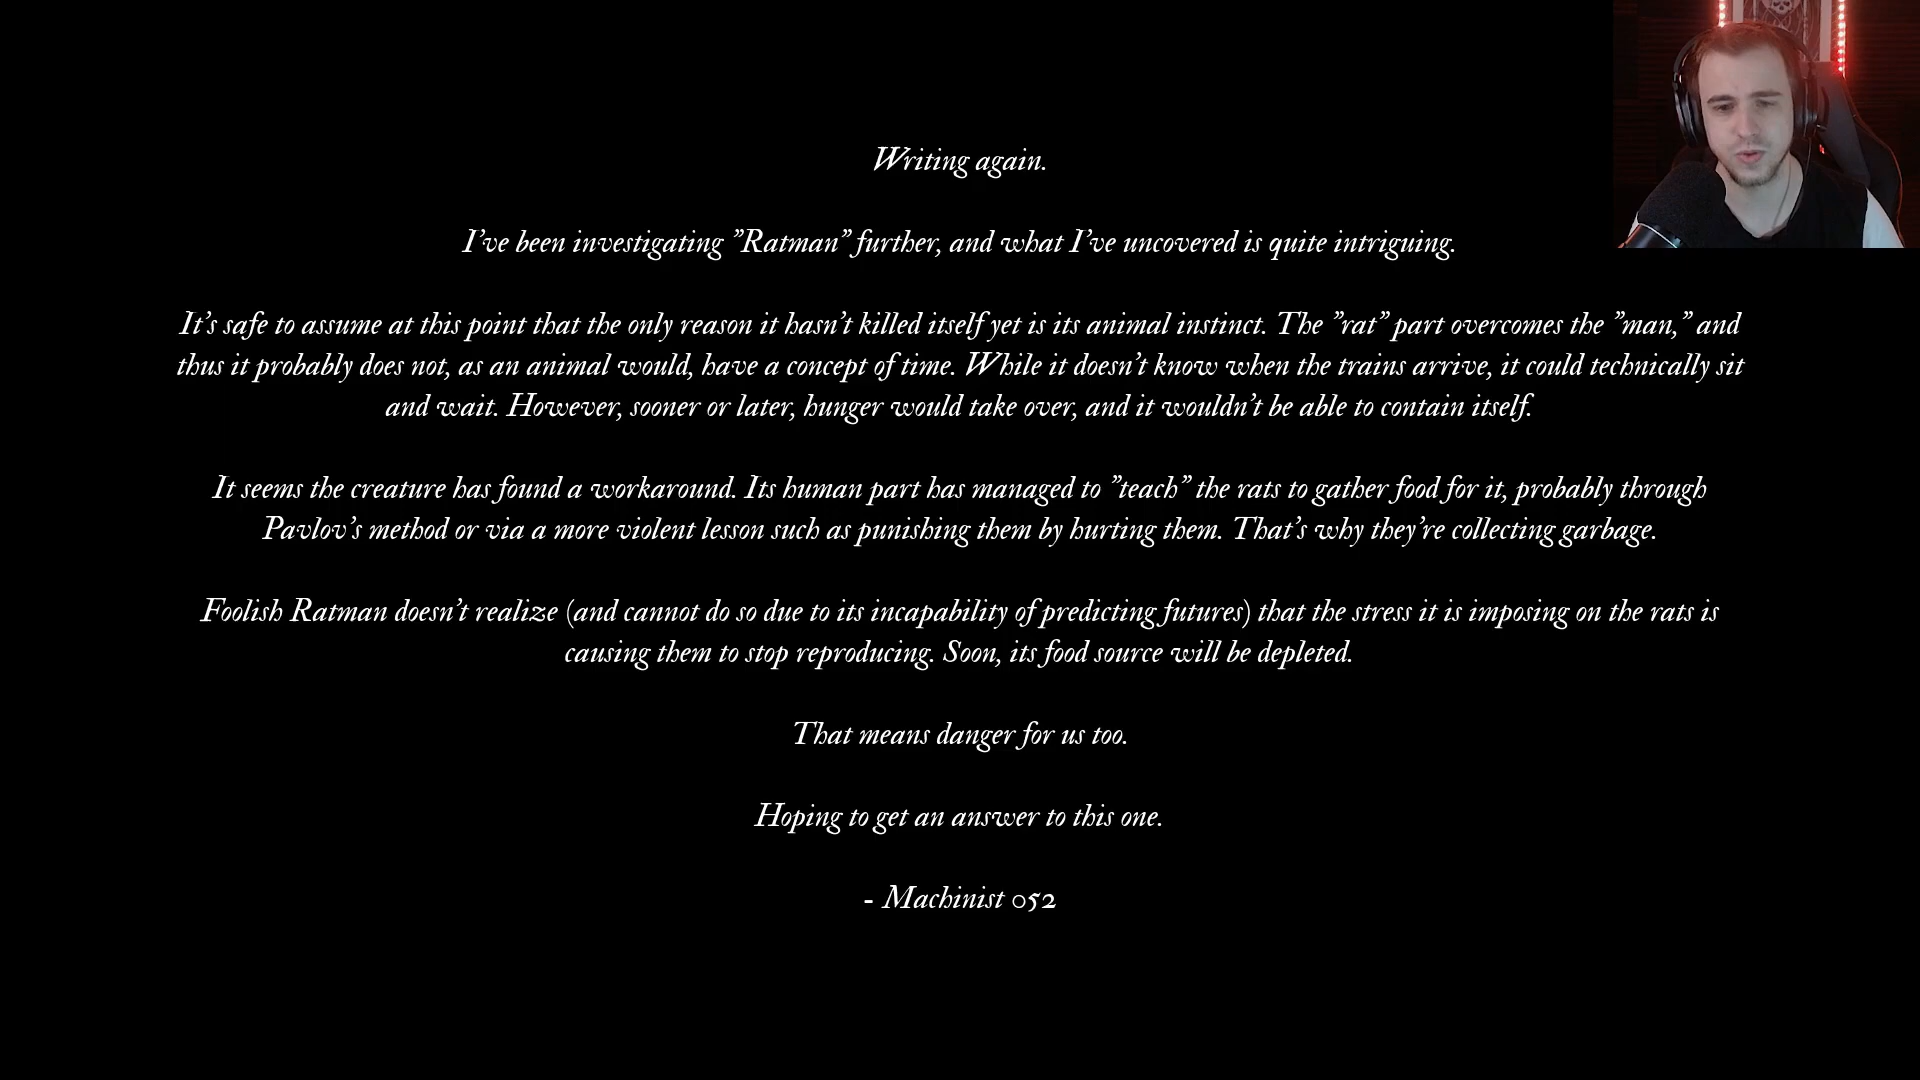 Writing again.
I've been investigating "Ratman" further, and what I've uncovered is quite intriguing.
It's safe to assume at this point that the only reason it hasn't killed itself yet is its animal instinct. The "rat" part overcomes the "man," and
thus it probably does not, as an animal would, have a concept of time. While it doesn't know when the trains arrive, it could technically sit
and wait. However, sooner or later, hunger would take over, and it wouldn't be able to contain itself.
It seems the creature has found a workaround. Its human part has managed to "teach" the rats to gather food for it, probably through
Pavlov's method or via a more violent lesson such as punishing them by hurting them. That's why they're collecting garbage.
Foolish Ratman doesn't realize (and cannot do so due to its incapability of predicting futures) that the stress it is imposing on the rats is
causing them to stop reproducing. Soon, its food source will be depleted.
That means danger for us too.
Hoping to get an answer to this one.
- Machinist 052